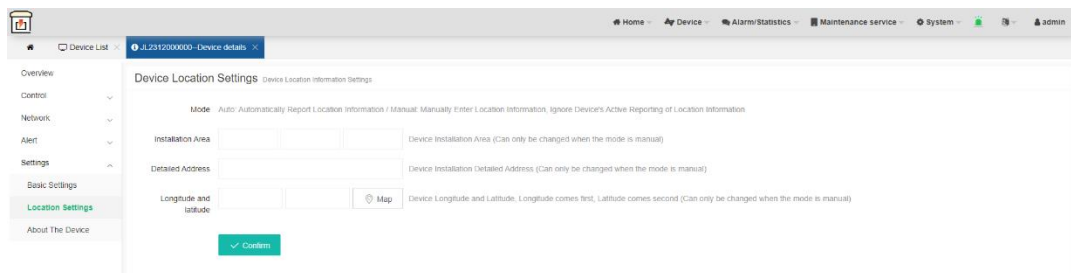 Home Device Alarm/Statistics Maintenance service System admin
Device List JL2312000000--Device details
Overview
Control
Network
Alert
Settings
Basic Settings
Location Settings
About The Device
Device Location Settings Device Location Information Settings
Mode Auto: Automatically Report Location Information / Manual: Manually Enter Location Information, Ignore Device's Active Reporting of Location Information
Installation Area Device Installation Area (Can only be changed when the mode is manual)
Detailed Address Device Installation Detailed Address (Can only be changed when the mode is manual)
Longitude and
latitude Map Device Longitude and Latitude, Longitude comes first, Latitude comes second (Can only be changed when the mode is manual)
Confirm